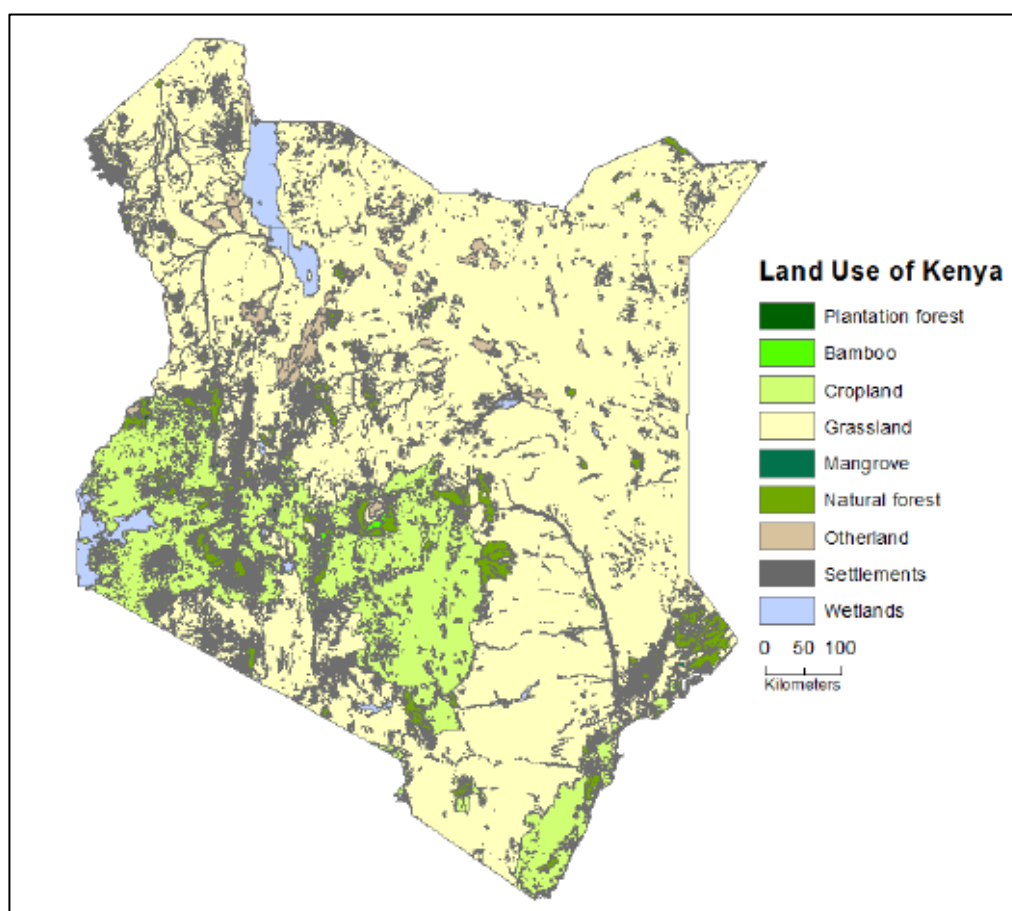 Land Use of Kenya
Plantation forest
Bamboo
Cropland
Grassland
Mangrove
Natural forest
Otherland
Settlements
Wetlands
0 50 100
Kilometers